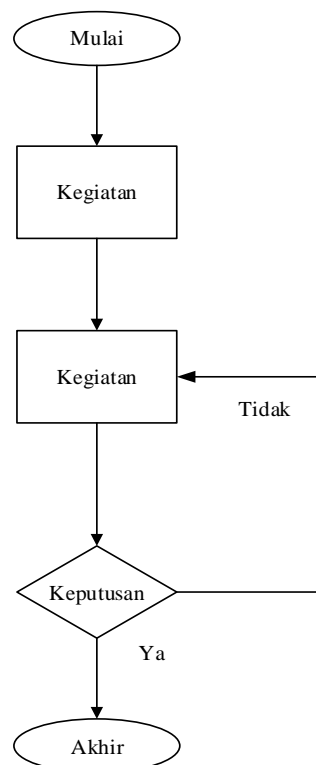 Mulai
Kegiatan
Kegiatan
Tidak
Keputusan
Ya
Akhir